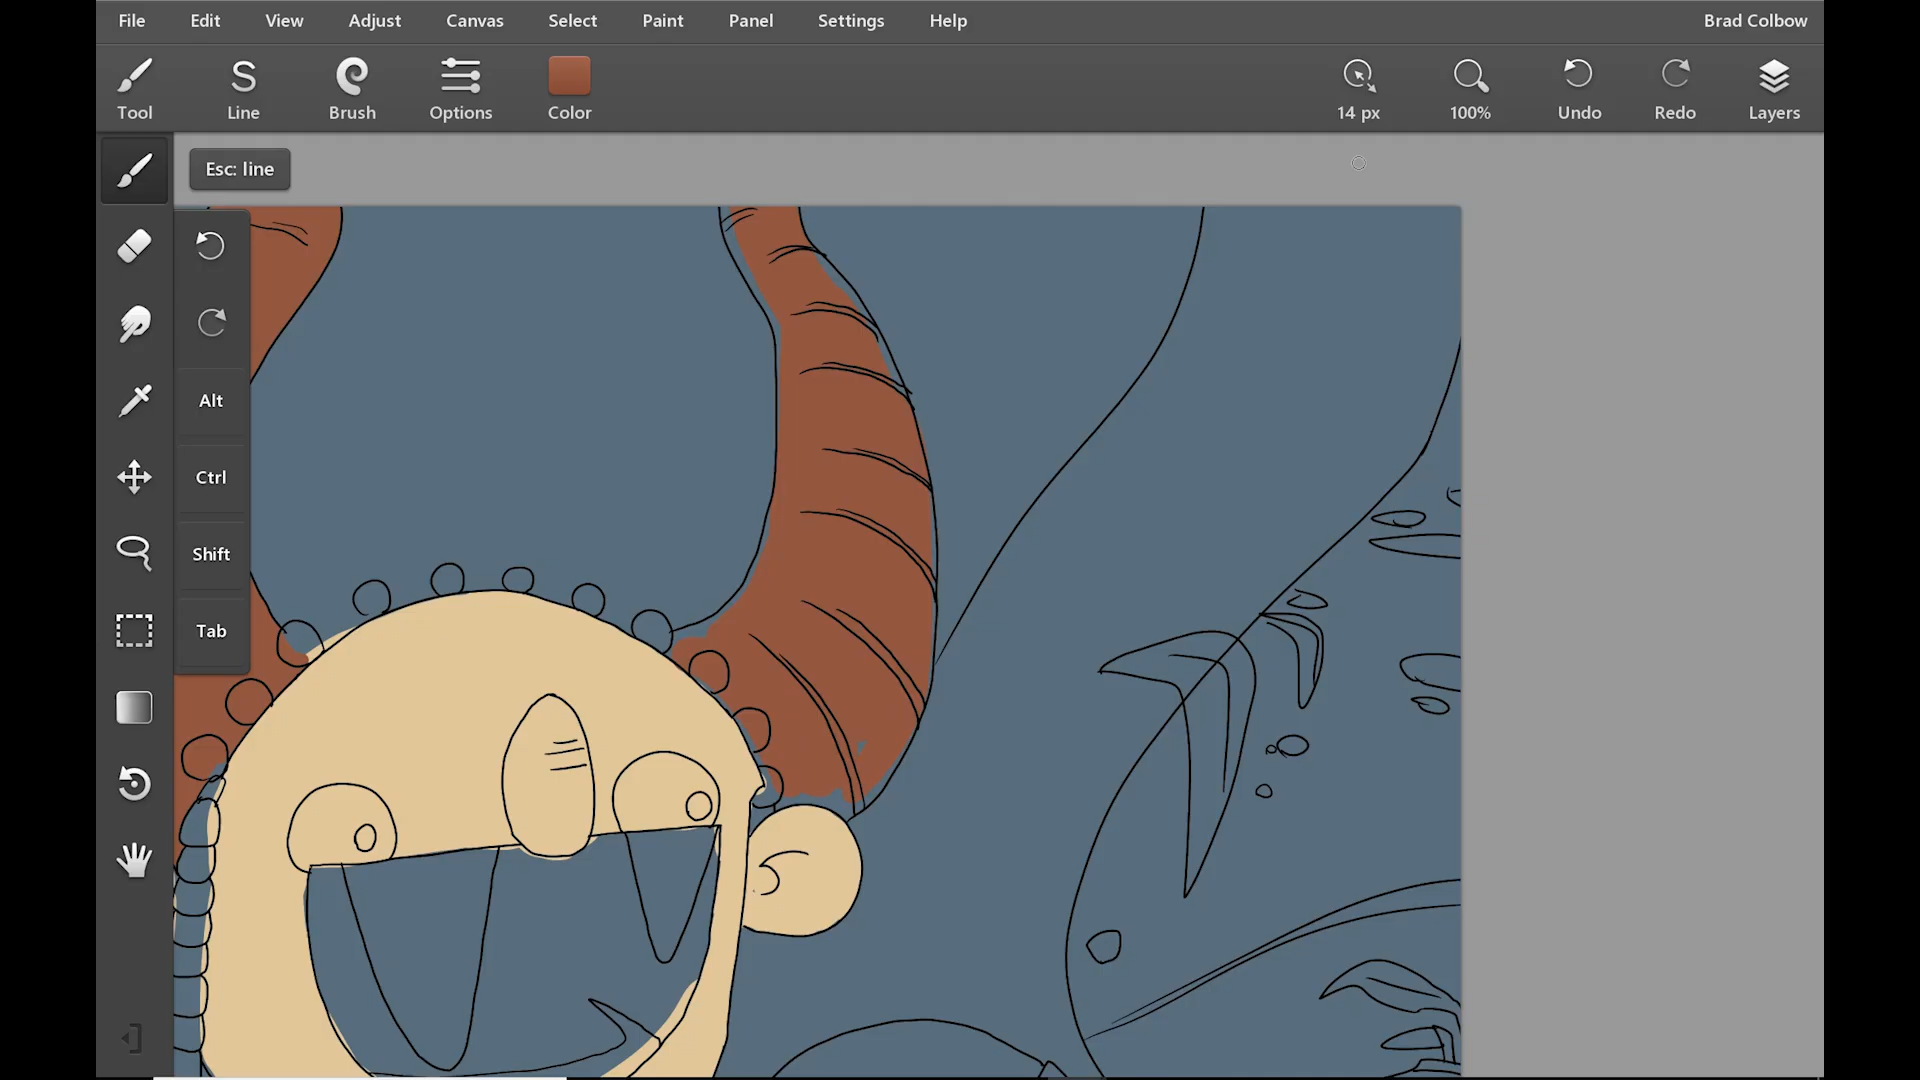 File Edit View Adjust Canvas Select Paint Panel Settings Help Brad Colbow
S
Tool Line Brush Options Color 14 px 100% Undo Redo Layers
Esc: line
Alt
Ctrl
Shift
Tab